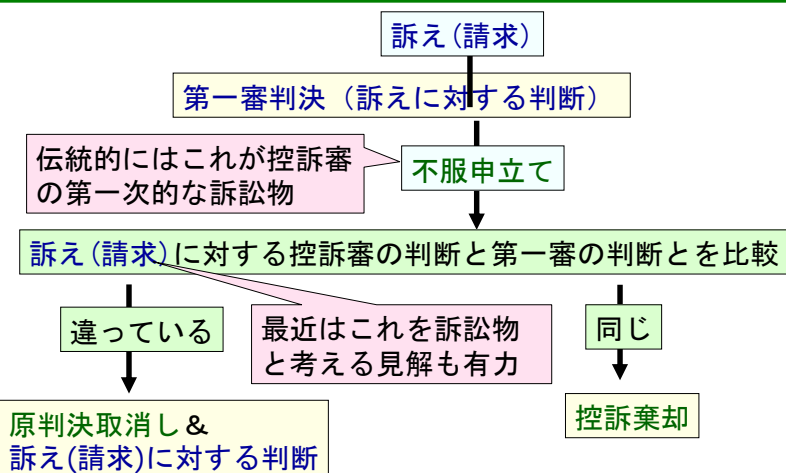 訴え(請求)
第一審判決（訴えに対する判断）
伝統的にはこれが控訴審
の第一次的な訴訟物
不服申立て
訴え(請求)に対する控訴審の判断と第一審の判断とを比較
違っている
最近はこれを訴訟物
と考える見解も有力
同じ
原判決取消し＆
訴え(請求)に対する判断
控訴棄却